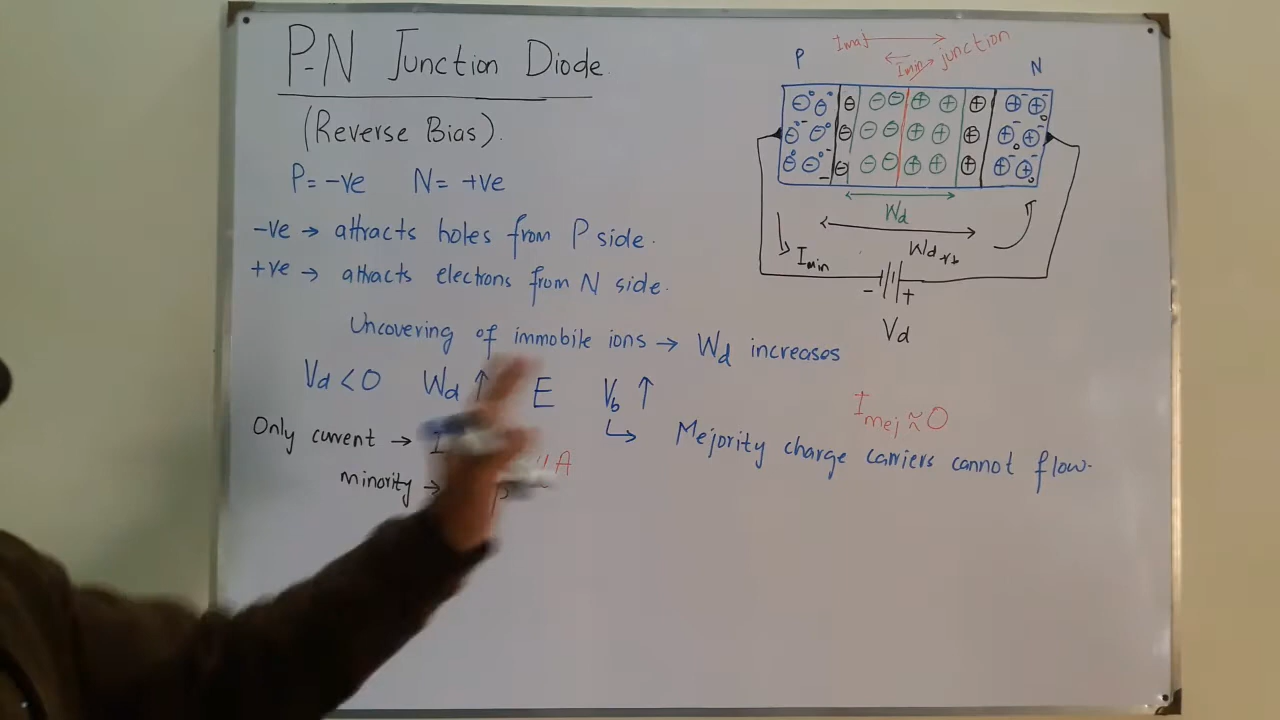 P-N Junction Diode.
(Reverse Bias).
P = -ve   N = +ve
-ve → attracts holes from P side.
+ve → attracts electrons from N side.
Uncovering of immobile ions → Wd increases
Vd < 0   Wd ↑   E   Vb ↑
↳ Mejority charge carriers cannot flow.
Imej ≈ 0
Only current → I
minority →
μA
Imaj →
← Imin
junction
P
N
Wd
Wd
Imin
- +
Vd